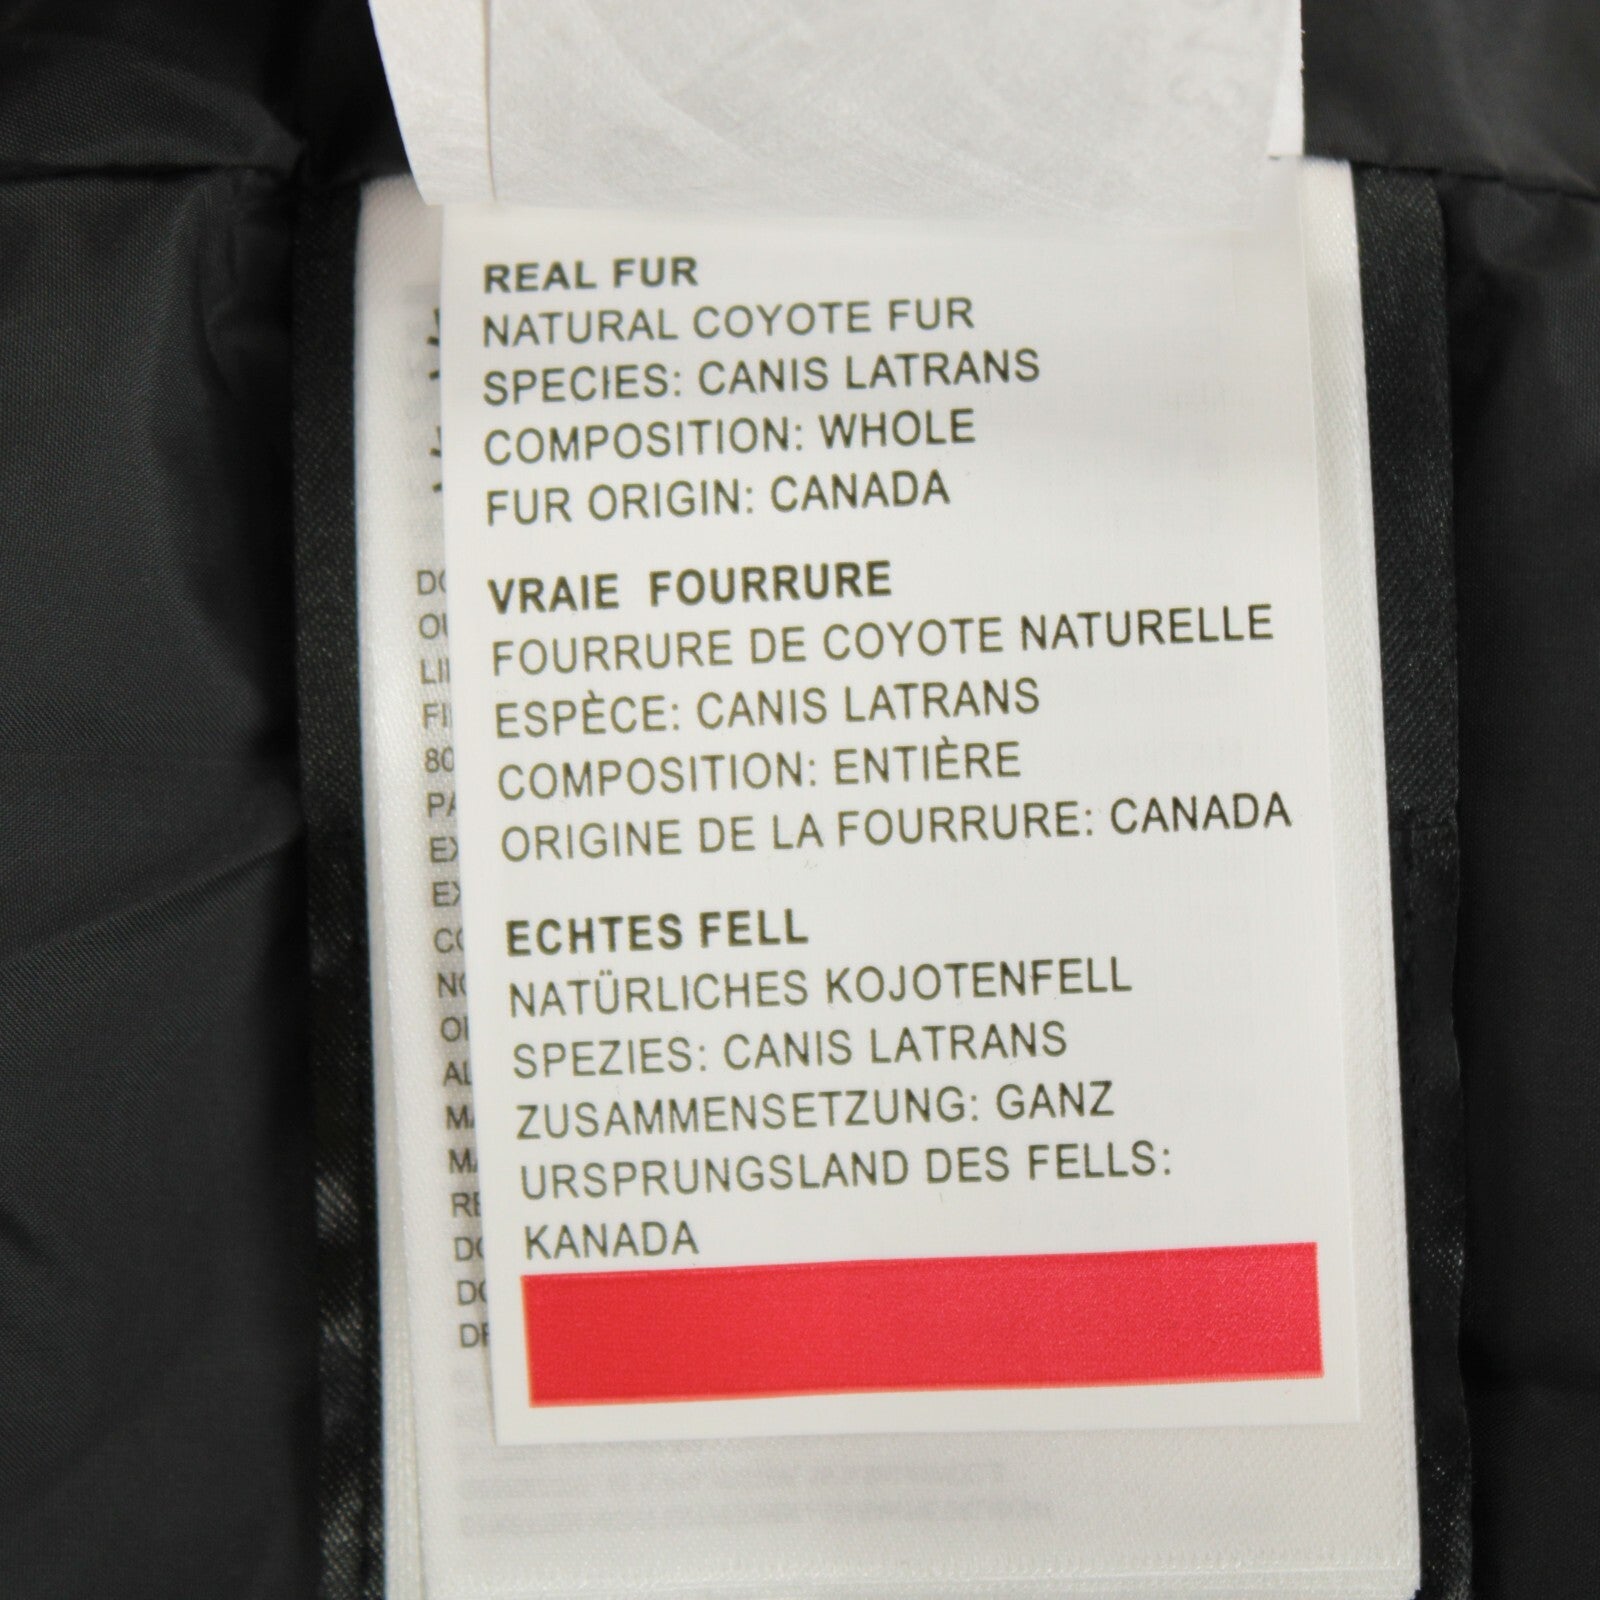 REAL FUR
NATURAL COYOTE FUR
SPECIES: CANIS LATRANS
COMPOSITION: WHOLE
FUR ORIGIN: CANADA
VRAIE FOURRURE
FOURRURE DE COYOTE NATURELLE
ESPÈCE: CANIS LATRANS
COMPOSITION: ENTIÈRE
ORIGINE DE LA FOURRURE: CANADA
ECHTES FELL
NATÜRLICHES KOJOTENFELL
SPEZIES: CANIS LATRANS
ZUSAMMENSETZUNG: GANZ
URSPRUNGSLAND DES FELLS:
KANADA